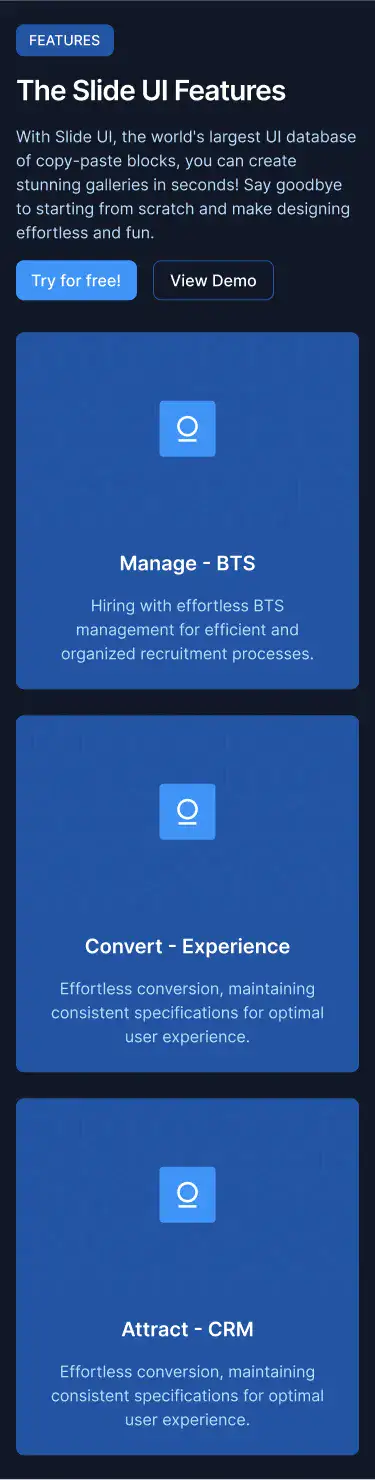 FEATURES
The Slide UI Features
With Slide UI, the world's largest UI database
of copy-paste blocks, you can create
stunning galleries in seconds! Say goodbye
to starting from scratch and make designing
effortless and fun.
Try for free!
View Demo
Manage - BTS
Hiring with effortless BTS
management for efficient and
organized recruitment processes.
Convert - Experience
Effortless conversion, maintaining
consistent specifications for optimal
user experience.
Attract - CRM
Effortless conversion, maintaining
consistent specifications for optimal
user experience.